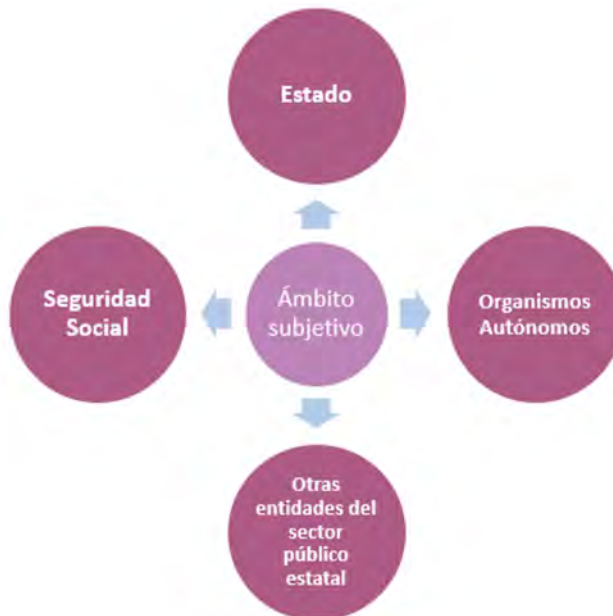 Estado
Seguridad
Social
Ámbito
subjetivo
Organismos
Autónomos
Otras
entidades del
sector
público
estatal